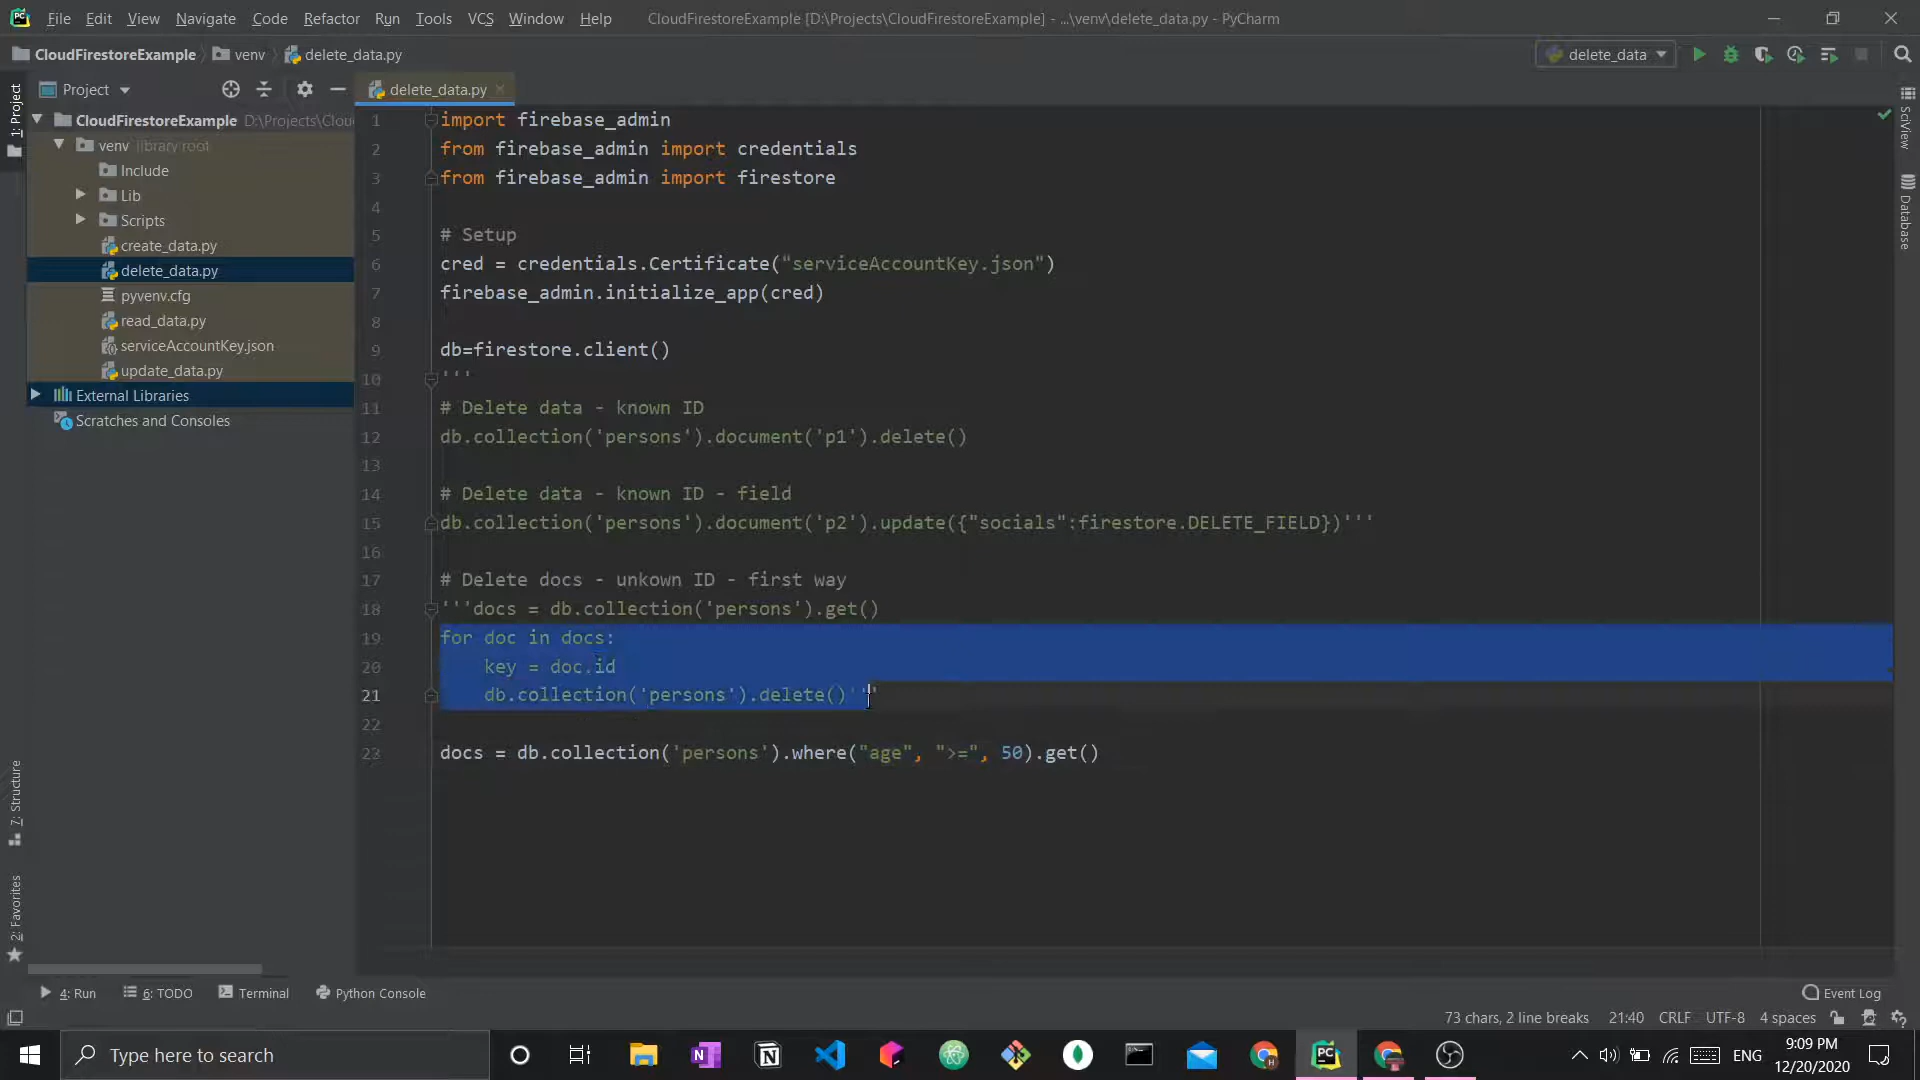 File Edit View Navigate Code Refactor Run Tools VCS Window Help CloudFirestoreExample [D:\Projects\CloudFirestoreExample] - ...\venv\delete_data.py - PyCharm
CloudFirestoreExample venv delete_data.py delete_data
Project delete_data.py
1: Project
CloudFirestoreExample D:\Projects\Clou
venv library root
Include
Lib
Scripts
create_data.py
delete_data.py
pyvenv.cfg
read_data.py
serviceAccountKey.json
update_data.py
External Libraries
Scratches and Consoles
7: Structure
2: Favorites
1 import firebase_admin
2 from firebase_admin import credentials
3 from firebase_admin import firestore
4
5 # Setup
6 cred = credentials.Certificate("serviceAccountKey.json")
7 firebase_admin.initialize_app(cred)
8
9 db=firestore.client()
10 '''
11 # Delete data - known ID
12 db.collection('persons').document('p1').delete()
13
14 # Delete data - known ID - field
15 db.collection('persons').document('p2').update({"socials":firestore.DELETE_FIELD})'''
16
17 # Delete docs - unkown ID - first way
18 '''docs = db.collection('persons').get()
19 for doc in docs:
20 key = doc.id
21 db.collection('persons').delete()'''
22
23 docs = db.collection('persons').where("age", ">=", 50).get()
SciView
Database
4: Run 6: TODO Terminal Python Console Event Log
73 chars, 2 line breaks 21:40 CRLF UTF-8 4 spaces
Type here to search
ENG
9:09 PM
12/20/2020